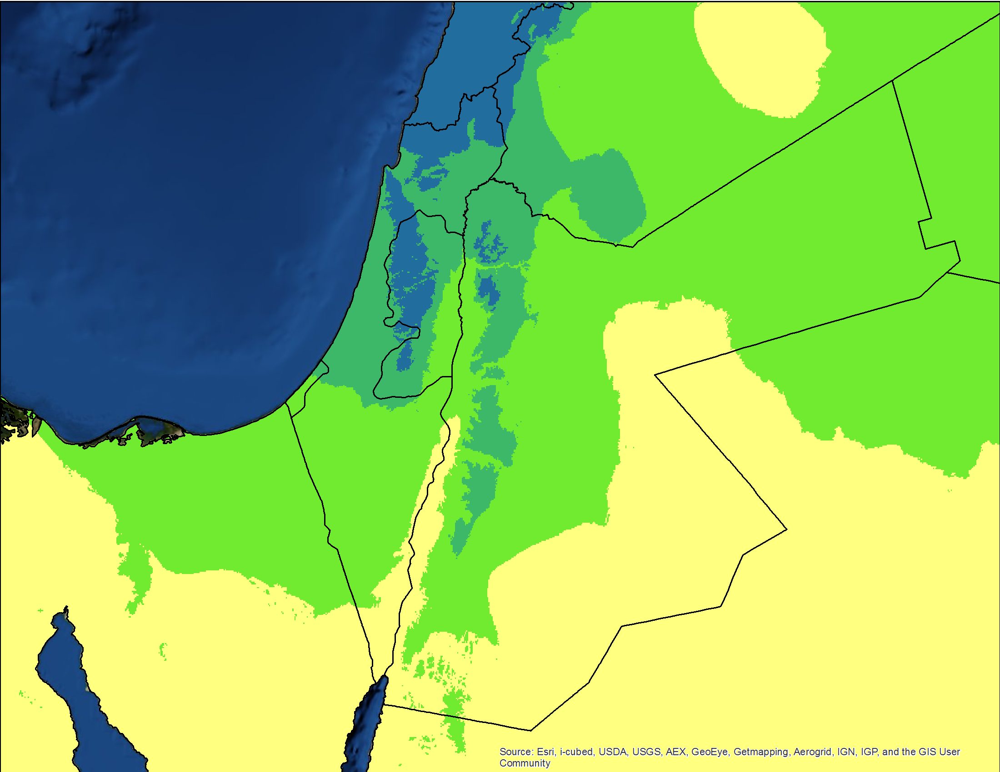 Source: Esri, i-cubed, USDA, USGS, AEX, GeoEye, Getmapping, Aerogrid, IGN, IGP, and the GIS User
Community